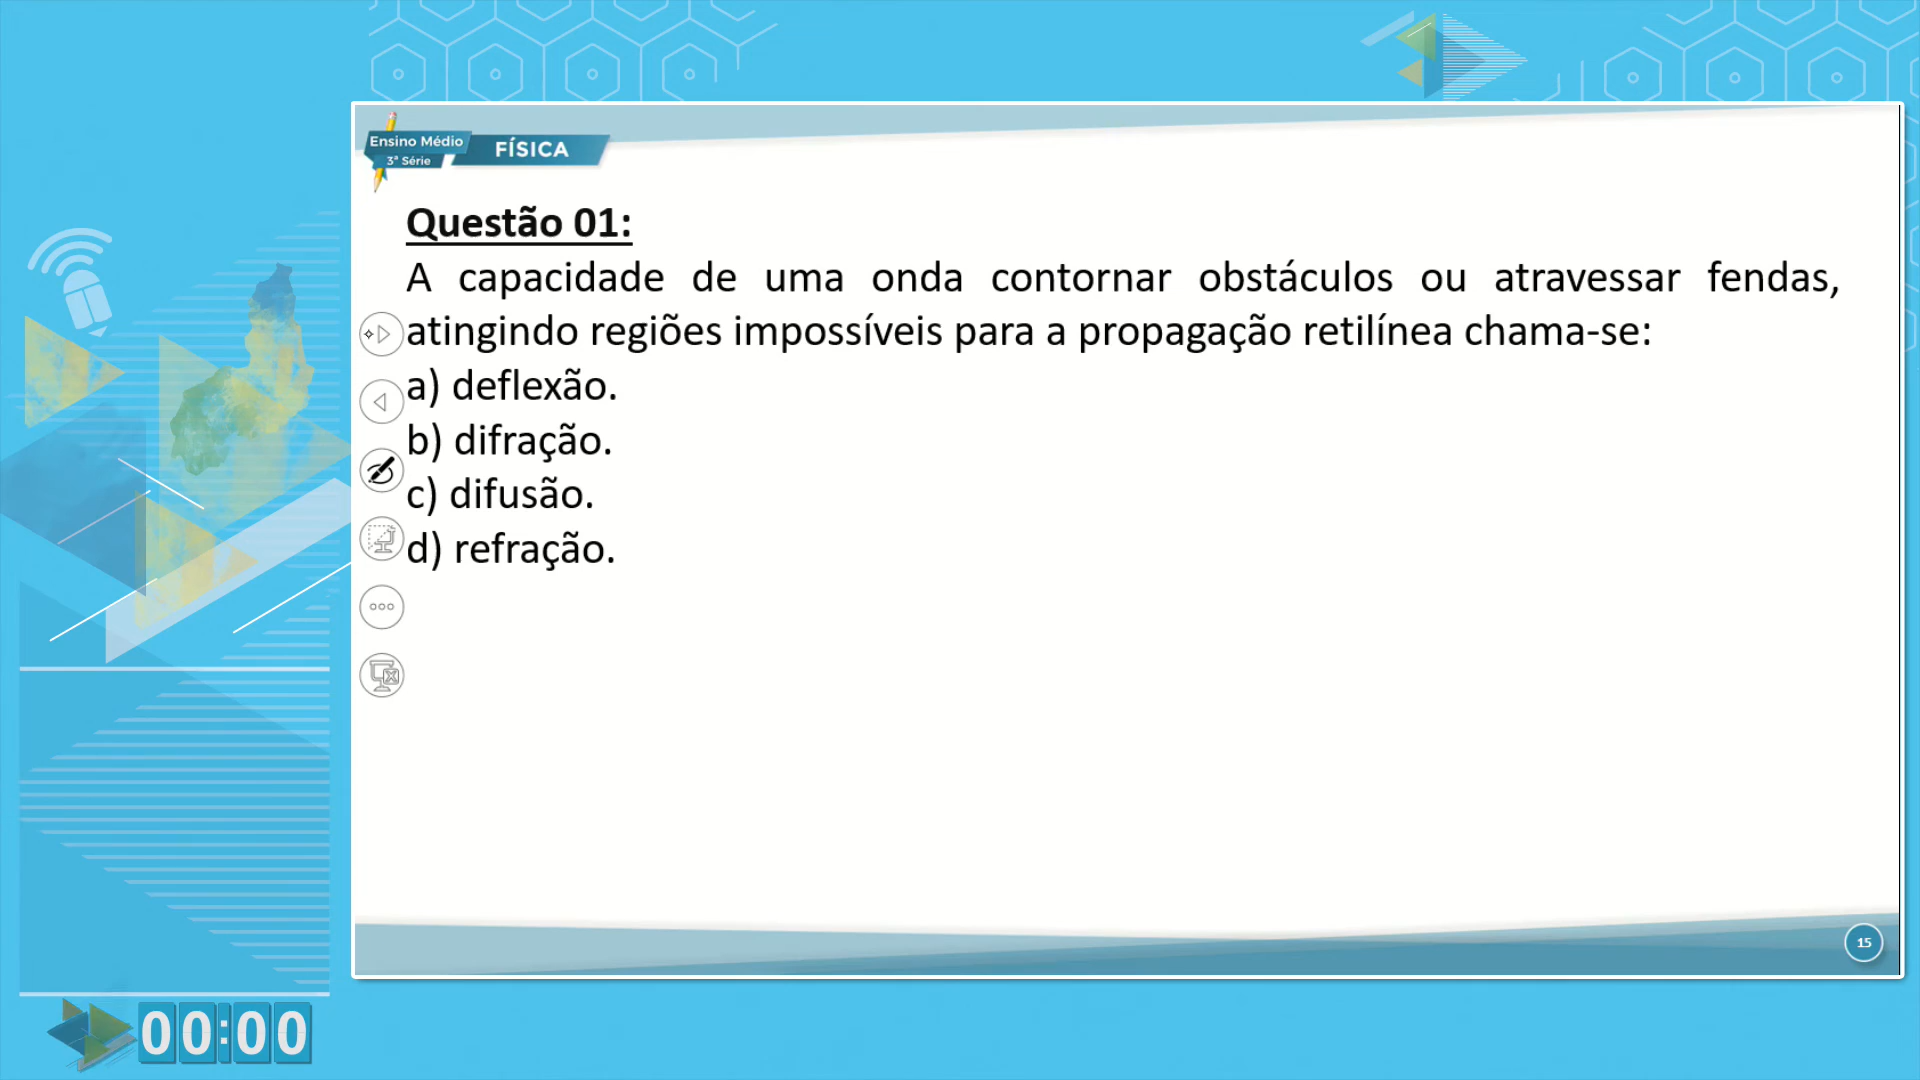 Ensino Médio
3ª Série
FÍSICA
Questão 01:
A capacidade de uma onda contornar obstáculos ou atravessar fendas,
atingindo regiões impossíveis para a propagação retilínea chama-se:
a) deflexão.
b) difração.
c) difusão.
d) refração.
15
00:00